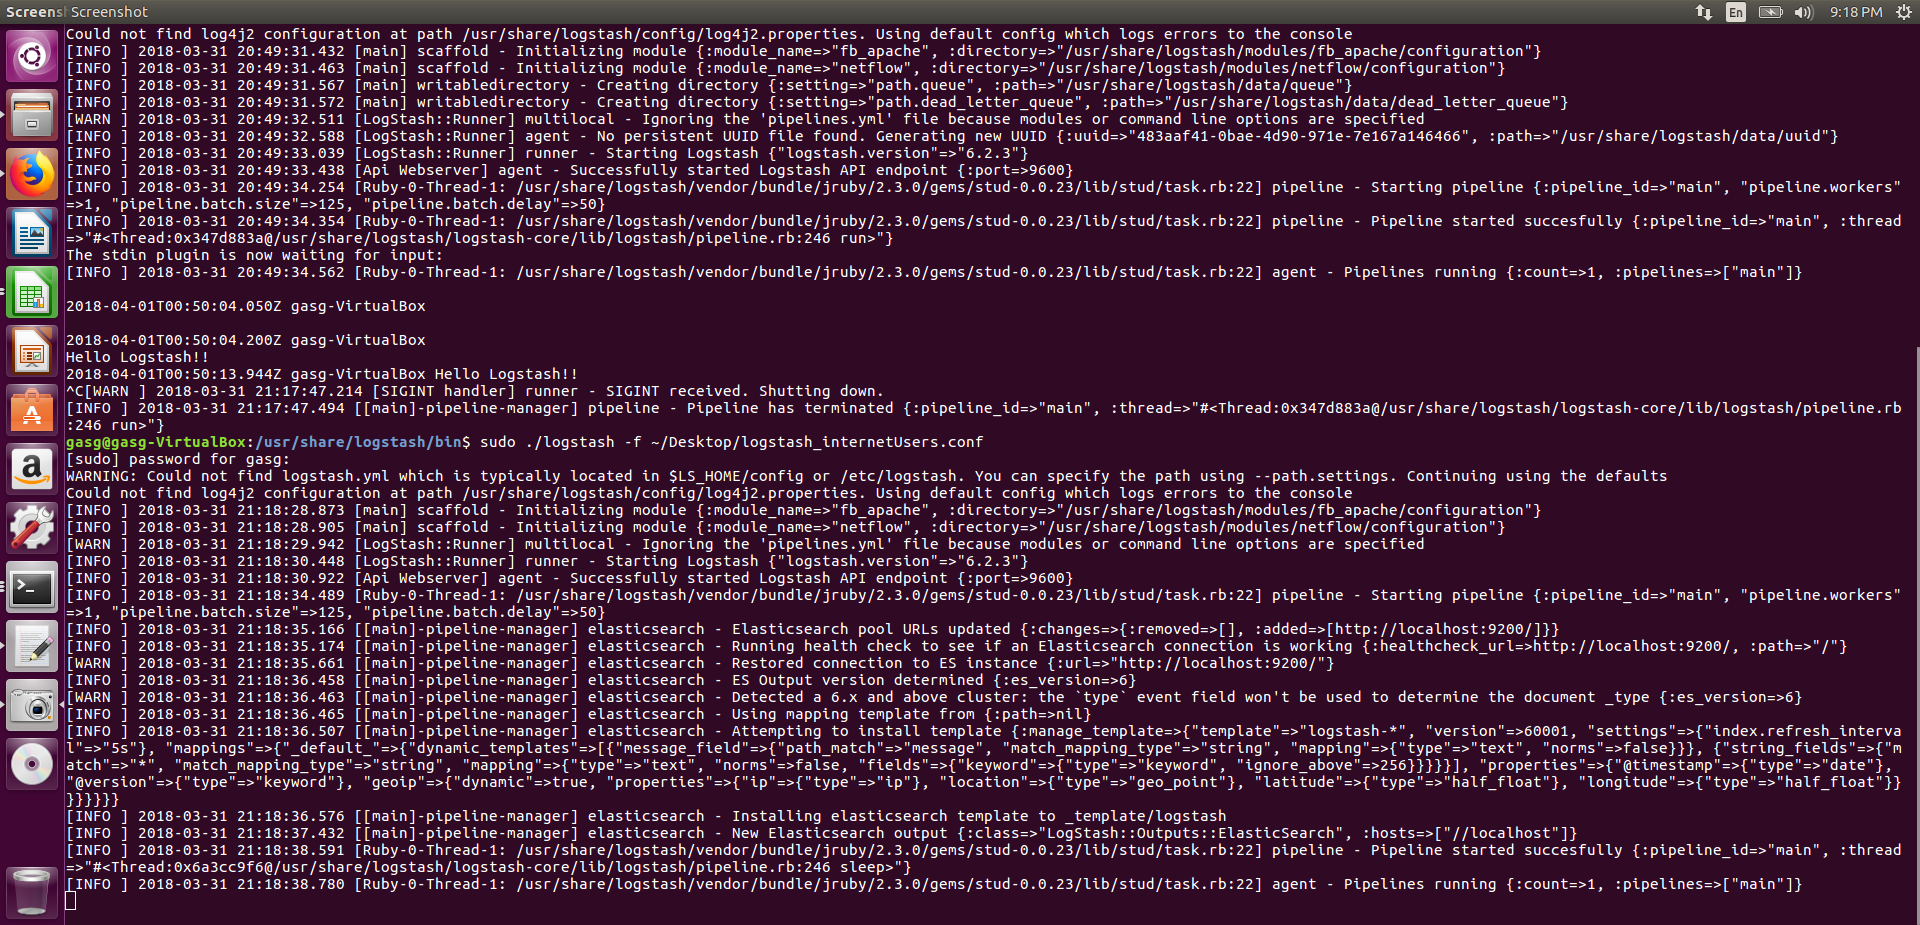 Screens Screenshot
En
9:18 PM
Could not find log4j2 configuration at path /usr/share/logstash/config/log4j2.properties. Using default config which logs errors to the console
[INFO ] 2018-03-31 20:49:31.432 [main] scaffold - Initializing module {:module_name=>"fb_apache", :directory=>"/usr/share/logstash/modules/fb_apache/configuration"}
[INFO ] 2018-03-31 20:49:31.463 [main] scaffold - Initializing module {:module_name=>"netflow", :directory=>"/usr/share/logstash/modules/netflow/configuration"}
[INFO ] 2018-03-31 20:49:31.567 [main] writabledirectory - Creating directory {:setting=>"path.queue", :path=>"/usr/share/logstash/data/queue"}
[INFO ] 2018-03-31 20:49:31.572 [main] writabledirectory - Creating directory {:setting=>"path.dead_letter_queue", :path=>"/usr/share/logstash/data/dead_letter_queue"}
[WARN ] 2018-03-31 20:49:32.511 [LogStash::Runner] multilocal - Ignoring the 'pipelines.yml' file because modules or command line options are specified
[INFO ] 2018-03-31 20:49:32.588 [LogStash::Runner] agent - No persistent UUID file found. Generating new UUID {:uuid=>"483aaf41-0bae-4d90-971e-7e167a146466", :path=>"/usr/share/logstash/data/uuid"}
[INFO ] 2018-03-31 20:49:33.039 [LogStash::Runner] runner - Starting Logstash {"logstash.version"=>"6.2.3"}
[INFO ] 2018-03-31 20:49:33.438 [Api Webserver] agent - Successfully started Logstash API endpoint {:port=>9600}
[INFO ] 2018-03-31 20:49:34.254 [Ruby-0-Thread-1: /usr/share/logstash/vendor/bundle/jruby/2.3.0/gems/stud-0.0.23/lib/stud/task.rb:22] pipeline - Starting pipeline {:pipeline_id=>"main", "pipeline.workers"
=>1, "pipeline.batch.size"=>125, "pipeline.batch.delay"=>50}
[INFO ] 2018-03-31 20:49:34.354 [Ruby-0-Thread-1: /usr/share/logstash/vendor/bundle/jruby/2.3.0/gems/stud-0.0.23/lib/stud/task.rb:22] pipeline - Pipeline started succesfully {:pipeline_id=>"main", :thread
=>"#<Thread:0x347d883a@/usr/share/logstash/logstash-core/lib/logstash/pipeline.rb:246 run>"}
The stdin plugin is now waiting for input:
[INFO ] 2018-03-31 20:49:34.562 [Ruby-0-Thread-1: /usr/share/logstash/vendor/bundle/jruby/2.3.0/gems/stud-0.0.23/lib/stud/task.rb:22] agent - Pipelines running {:count=>1, :pipelines=>["main"]}
2018-04-01T00:50:04.050Z gasg-VirtualBox
2018-04-01T00:50:04.200Z gasg-VirtualBox
Hello Logstash!!
2018-04-01T00:50:13.944Z gasg-VirtualBox Hello Logstash!!
^C[WARN ] 2018-03-31 21:17:47.214 [SIGINT handler] runner - SIGINT received. Shutting down.
[INFO ] 2018-03-31 21:17:47.494 [[main]-pipeline-manager] pipeline - Pipeline has terminated {:pipeline_id=>"main", :thread=>"#<Thread:0x347d883a@/usr/share/logstash/logstash-core/lib/logstash/pipeline.rb
:246 run>"}
gasg@gasg-VirtualBox:/usr/share/logstash/bin$ sudo ./logstash -f ~/Desktop/logstash_internetUsers.conf
[sudo] password for gasg:
WARNING: Could not find logstash.yml which is typically located in $LS_HOME/config or /etc/logstash. You can specify the path using --path.settings. Continuing using the defaults
Could not find log4j2 configuration at path /usr/share/logstash/config/log4j2.properties. Using default config which logs errors to the console
[INFO ] 2018-03-31 21:18:28.873 [main] scaffold - Initializing module {:module_name=>"fb_apache", :directory=>"/usr/share/logstash/modules/fb_apache/configuration"}
[INFO ] 2018-03-31 21:18:28.905 [main] scaffold - Initializing module {:module_name=>"netflow", :directory=>"/usr/share/logstash/modules/netflow/configuration"}
[WARN ] 2018-03-31 21:18:29.942 [LogStash::Runner] multilocal - Ignoring the 'pipelines.yml' file because modules or command line options are specified
[INFO ] 2018-03-31 21:18:30.448 [LogStash::Runner] runner - Starting Logstash {"logstash.version"=>"6.2.3"}
[INFO ] 2018-03-31 21:18:30.922 [Api Webserver] agent - Successfully started Logstash API endpoint {:port=>9600}
[INFO ] 2018-03-31 21:18:34.489 [Ruby-0-Thread-1: /usr/share/logstash/vendor/bundle/jruby/2.3.0/gems/stud-0.0.23/lib/stud/task.rb:22] pipeline - Starting pipeline {:pipeline_id=>"main", "pipeline.workers"
=>1, "pipeline.batch.size"=>125, "pipeline.batch.delay"=>50}
[INFO ] 2018-03-31 21:18:35.166 [[main]-pipeline-manager] elasticsearch - Elasticsearch pool URLs updated {:changes=>{:removed=>[], :added=>[http://localhost:9200/]}}
[INFO ] 2018-03-31 21:18:35.174 [[main]-pipeline-manager] elasticsearch - Running health check to see if an Elasticsearch connection is working {:healthcheck_url=>http://localhost:9200/, :path=>"/"}
[WARN ] 2018-03-31 21:18:35.661 [[main]-pipeline-manager] elasticsearch - Restored connection to ES instance {:url=>"http://localhost:9200/"}
[INFO ] 2018-03-31 21:18:36.458 [[main]-pipeline-manager] elasticsearch - ES Output version determined {:es_version=>6}
[WARN ] 2018-03-31 21:18:36.463 [[main]-pipeline-manager] elasticsearch - Detected a 6.x and above cluster: the `type` event field won't be used to determine the document _type {:es_version=>6}
[INFO ] 2018-03-31 21:18:36.465 [[main]-pipeline-manager] elasticsearch - Using mapping template from {:path=>nil}
[INFO ] 2018-03-31 21:18:36.507 [[main]-pipeline-manager] elasticsearch - Attempting to install template {:manage_template=>{"template"=>"logstash-*", "version"=>60001, "settings"=>{"index.refresh_interva
l"=>"5s"}, "mappings"=>{"_default_"=>{"dynamic_templates"=>[{"message_field"=>{"path_match"=>"message", "match_mapping_type"=>"string", "mapping"=>{"type"=>"text", "norms"=>false}}}, {"string_fields"=>{"m
atch"=>"*", "match_mapping_type"=>"string", "mapping"=>{"type"=>"text", "norms"=>false, "fields"=>{"keyword"=>{"type"=>"keyword", "ignore_above"=>256}}}}}], "properties"=>{"@timestamp"=>{"type"=>"date"},
"@version"=>{"type"=>"keyword"}, "geoip"=>{"dynamic"=>true, "properties"=>{"ip"=>{"type"=>"ip"}, "location"=>{"type"=>"geo_point"}, "latitude"=>{"type"=>"half_float"}, "longitude"=>{"type"=>"half_float"}}
}}}}}}
[INFO ] 2018-03-31 21:18:36.576 [[main]-pipeline-manager] elasticsearch - Installing elasticsearch template to _template/logstash
[INFO ] 2018-03-31 21:18:37.432 [[main]-pipeline-manager] elasticsearch - New Elasticsearch output {:class=>"LogStash::Outputs::ElasticSearch", :hosts=>["//localhost"]}
[INFO ] 2018-03-31 21:18:38.591 [Ruby-0-Thread-1: /usr/share/logstash/vendor/bundle/jruby/2.3.0/gems/stud-0.0.23/lib/stud/task.rb:22] pipeline - Pipeline started succesfully {:pipeline_id=>"main", :thread
=>"#<Thread:0x6a3cc9f6@/usr/share/logstash/logstash-core/lib/logstash/pipeline.rb:246 sleep>"}
[INFO ] 2018-03-31 21:18:38.780 [Ruby-0-Thread-1: /usr/share/logstash/vendor/bundle/jruby/2.3.0/gems/stud-0.0.23/lib/stud/task.rb:22] agent - Pipelines running {:count=>1, :pipelines=>["main"]}